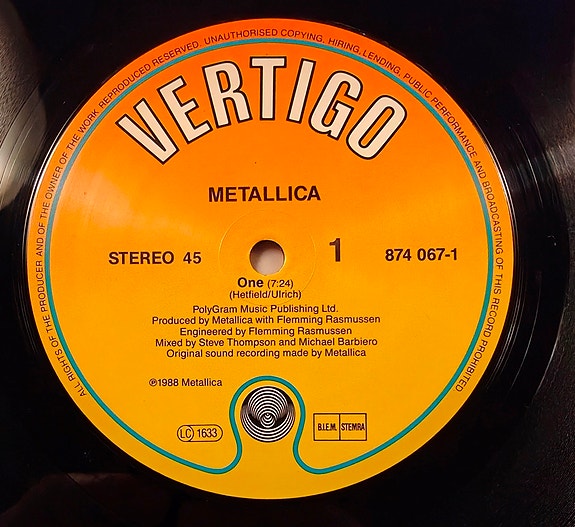 ALL RIGHTS OF THE PRODUCER AND OF THE OWNER OF THE WORK REPRODUCED RESERVED. UNAUTHORISED COPYING, HIRING, LENDING, PUBLIC PERFORMANCE AND BROADCASTING OF THIS RECORD PROHIBITED
VERTIGO
METALLICA
STEREO 45
1
874 067-1
One (7:24)
(Hetfield/Ulrich)
PolyGram Music Publishing Ltd.
Produced by Metallica with Flemming Rasmussen
Engineered by Flemming Rasmussen
Mixed by Steve Thompson and Michael Barbiero
Original sound recording made by Metallica
℗1988 Metallica
LC 1633
B.I.E.M. STEMRA